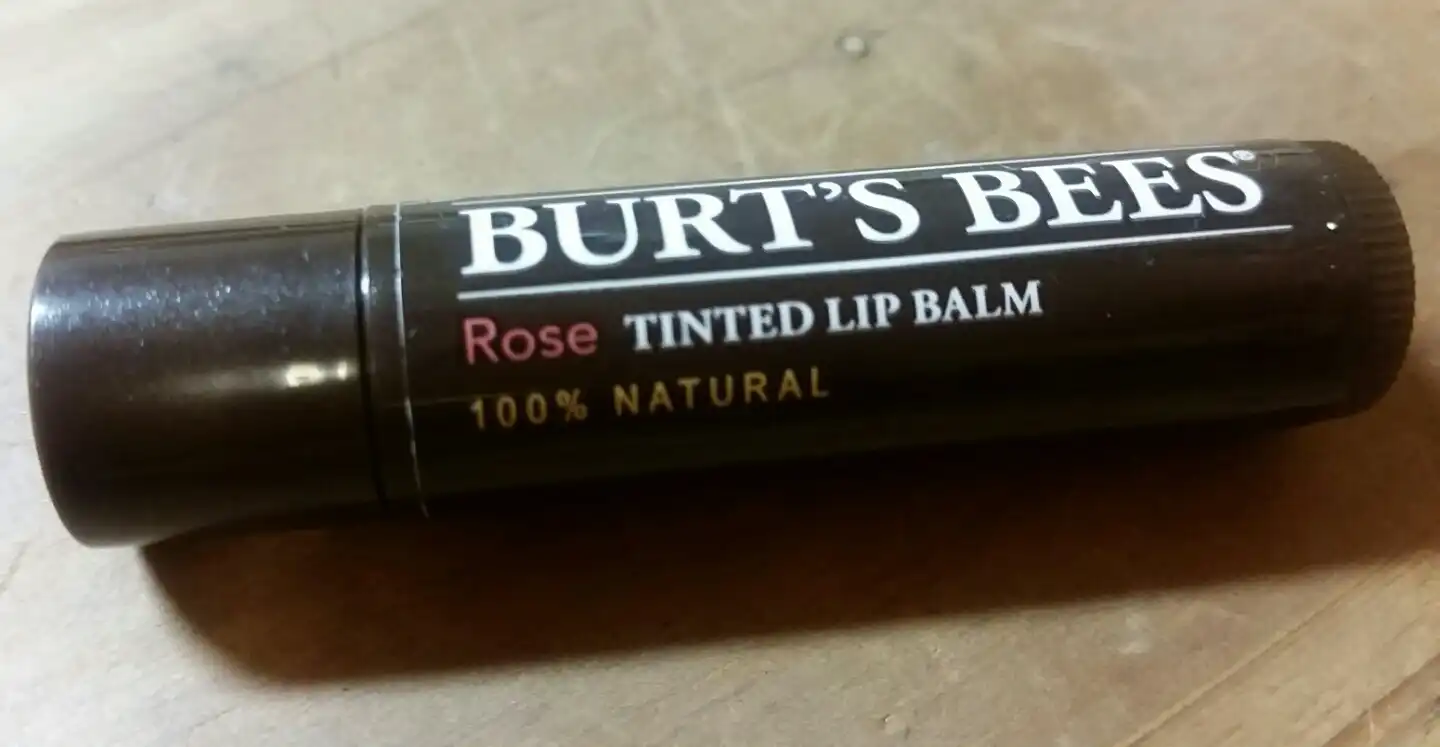 BURT'S BEES®
Rose TINTED LIP BALM
100% NATURAL